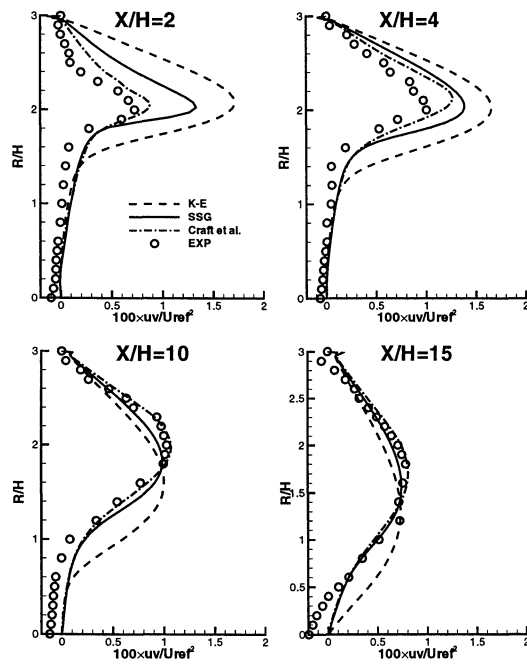 X/H=2
3
2
1
0
R/H
K-E
SSG
Craft et al.
EXP
0 0.5 1 1.5 2
100×uv/Uref²
X/H=4
3
2
1
0
R/H
0 0.5 1 1.5 2
100×uv/Uref²
X/H=10
3
2
1
0
R/H
0 0.5 1 1.5 2
100×uv/Uref²
X/H=15
3
2.5
2
1.5
1
0.5
0
R/H
0 0.5 1 1.5 2
100×uv/Uref²